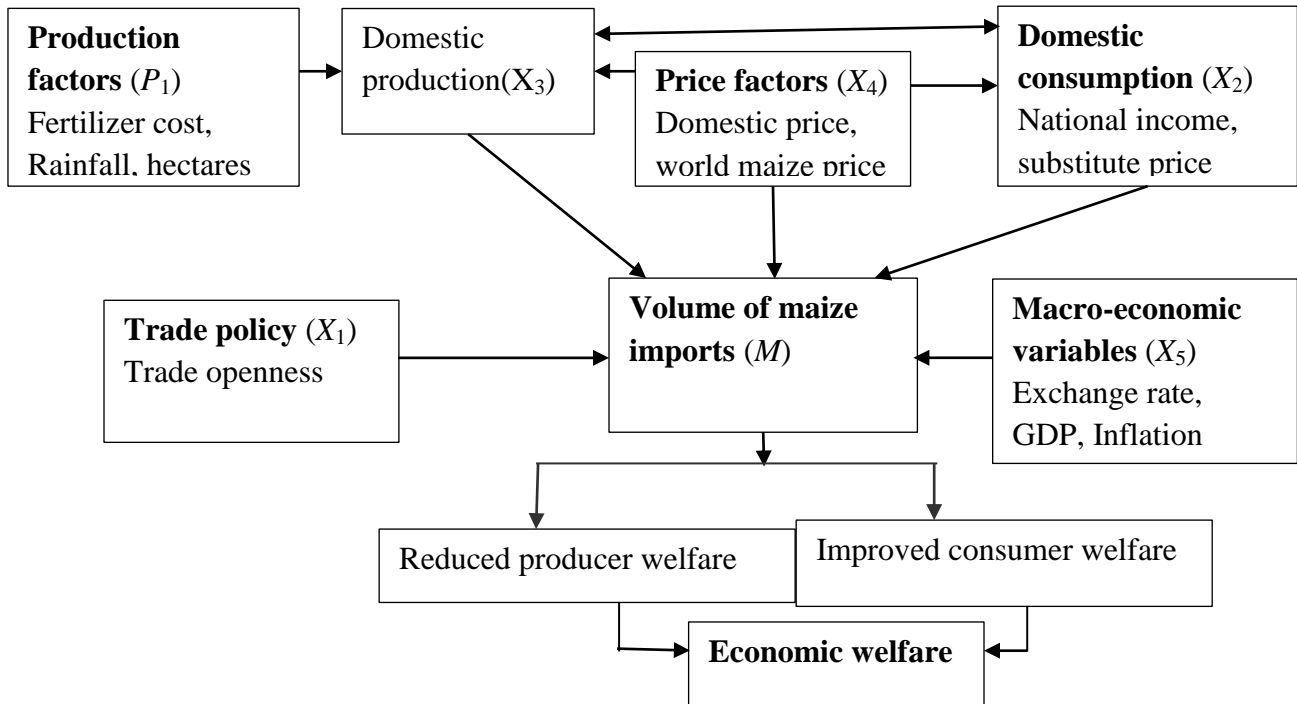 Production
factors (P1)
Fertilizer cost,
Rainfall, hectares
Domestic
production(X3)
Price factors (X4)
Domestic price,
world maize price
Domestic
consumption (X2)
National income,
substitute price
Trade policy (X1)
Trade openness
Volume of maize
imports (M)
Macro-economic
variables (X5)
Exchange rate,
GDP, Inflation
Reduced producer welfare
Improved consumer welfare
Economic welfare